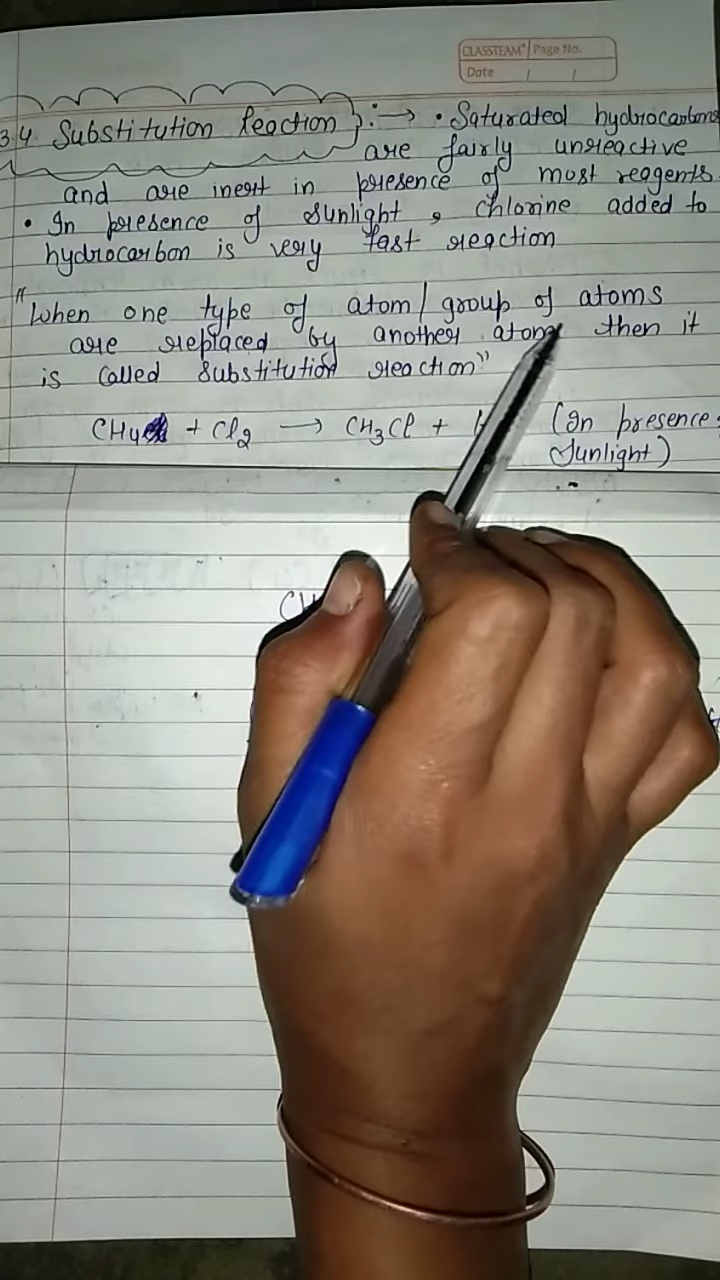 CLASSTEAM® Page No.
Date / /
3.4 Substitution Reaction :→ • Saturated hydrocarbons
are fairly unreactive
and are inert in presence of most reagents.
• In presence of sunlight, chlorine added to
hydrocarbon is very fast reaction
"When one type of atom/group of atoms
are replaced by another atom then it
is called substitution reaction"
CH4 + Cl2 → CH3Cl + (In presence
Sunlight)